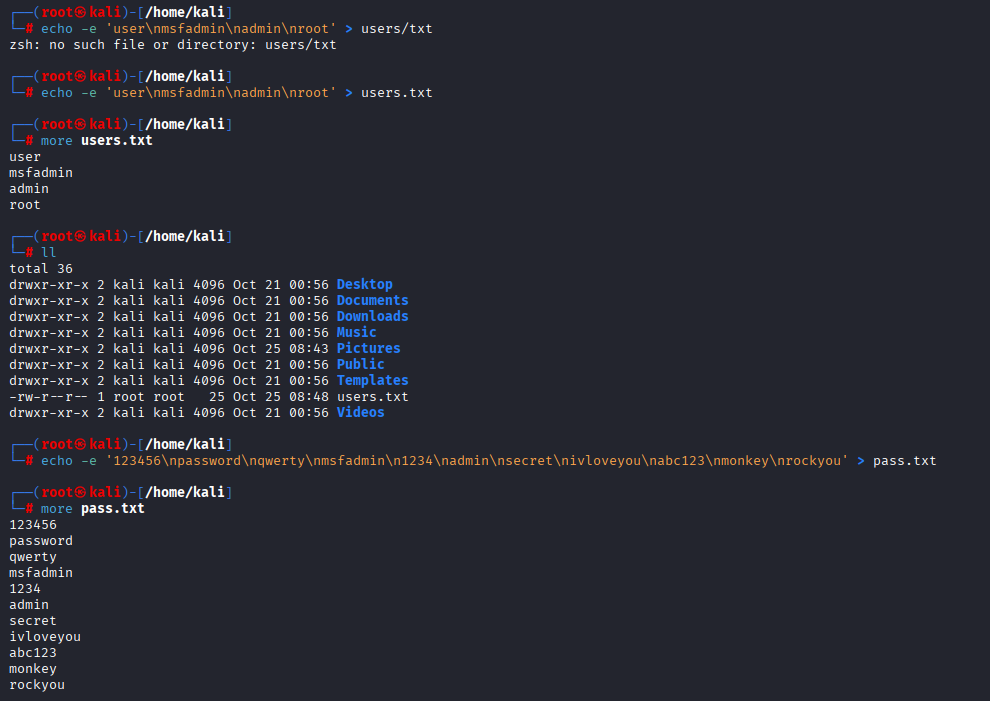 ┌──(root㉿kali)-[/home/kali]
└─# echo -e 'user\nmsfadmin\nadmin\nroot' > users/txt
zsh: no such file or directory: users/txt
┌──(root㉿kali)-[/home/kali]
└─# echo -e 'user\nmsfadmin\nadmin\nroot' > users.txt
┌──(root㉿kali)-[/home/kali]
└─# more users.txt
user
msfadmin
admin
root
┌──(root㉿kali)-[/home/kali]
└─# ll
total 36
drwxr-xr-x 2 kali kali 4096 Oct 21 00:56 Desktop
drwxr-xr-x 2 kali kali 4096 Oct 21 00:56 Documents
drwxr-xr-x 2 kali kali 4096 Oct 21 00:56 Downloads
drwxr-xr-x 2 kali kali 4096 Oct 21 00:56 Music
drwxr-xr-x 2 kali kali 4096 Oct 25 08:43 Pictures
drwxr-xr-x 2 kali kali 4096 Oct 21 00:56 Public
drwxr-xr-x 2 kali kali 4096 Oct 21 00:56 Templates
-rw-r--r-- 1 root root   25 Oct 25 08:48 users.txt
drwxr-xr-x 2 kali kali 4096 Oct 21 00:56 Videos
┌──(root㉿kali)-[/home/kali]
└─# echo -e '123456\npassword\nqwerty\nmsfadmin\n1234\nadmin\nsecret\nivloveyou\nabc123\nmonkey\nrockyou' > pass.txt
┌──(root㉿kali)-[/home/kali]
└─# more pass.txt
123456
password
qwerty
msfadmin
1234
admin
secret
ivloveyou
abc123
monkey
rockyou